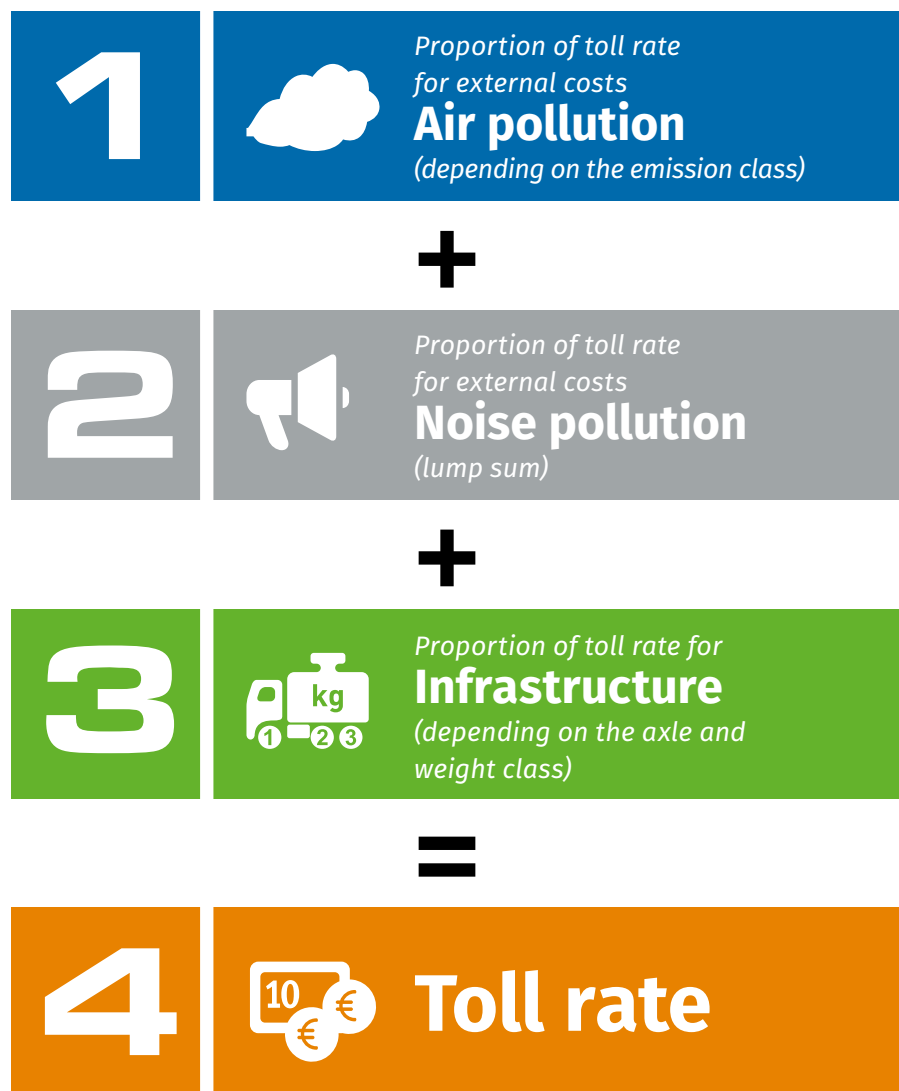 1
Proportion of toll rate
for external costs
Air pollution
(depending on the emission class)
+
2
Proportion of toll rate
for external costs
Noise pollution
(lump sum)
+
3
kg
1 2 3
Proportion of toll rate for
Infrastructure
(depending on the axle and
weight class)
=
4
10
€ €
Toll rate